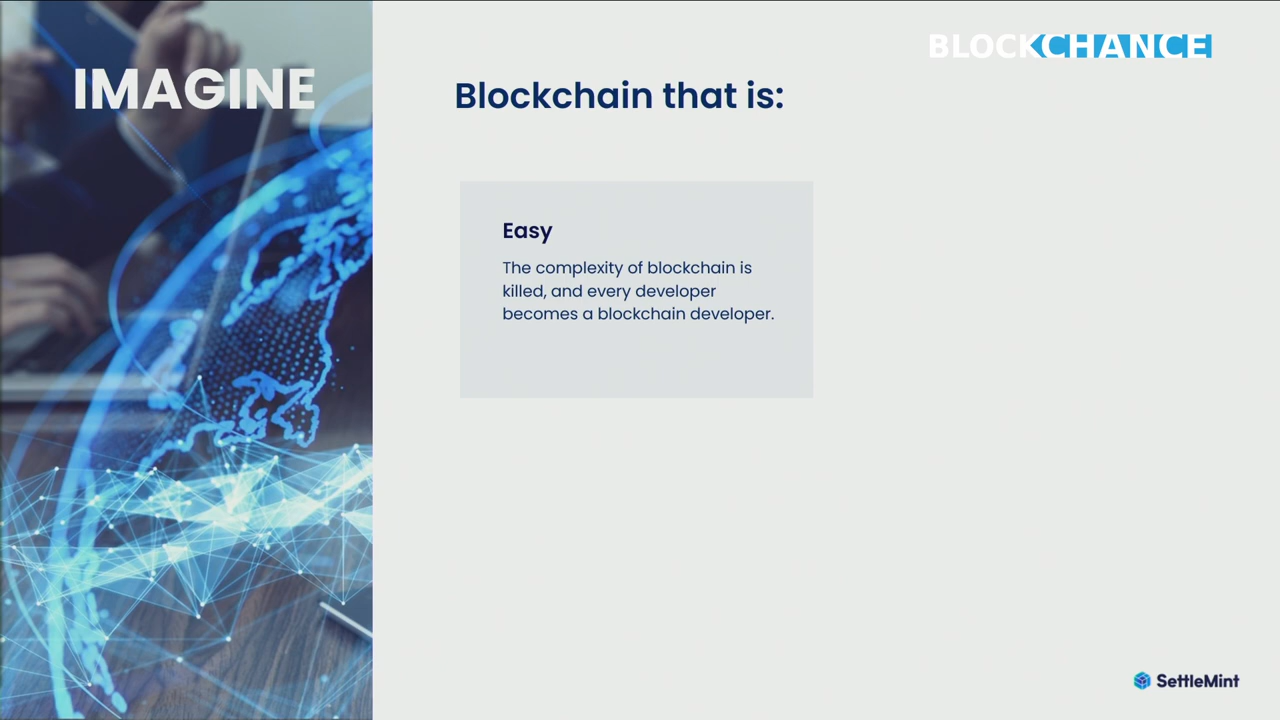 IMAGINE
BLOCKCHANCE
Blockchain that is:
Easy
The complexity of blockchain is
killed, and every developer
becomes a blockchain developer.
SettleMint